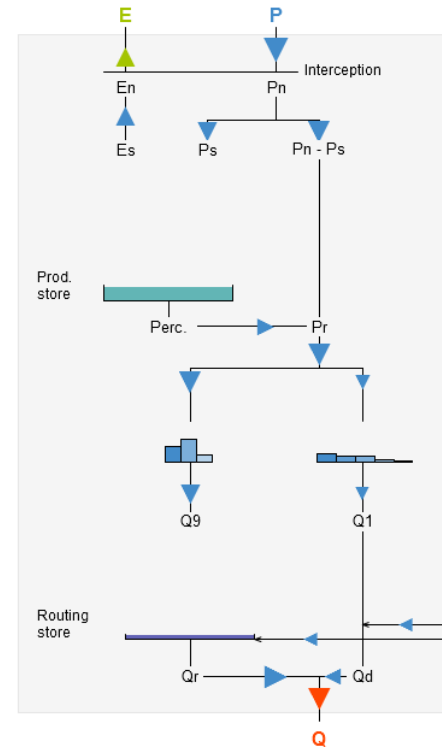 E
P
Interception
En
Pn
Es
Ps
Pn - Ps
Prod.
store
Perc.
Pr
Q9
Q1
Routing
store
Qr
Qd
Q